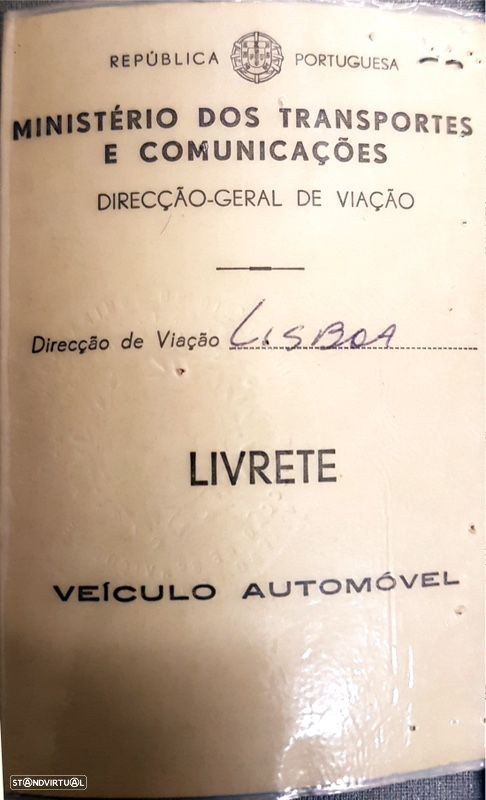 REPÚBLICA PORTUGUESA
MINISTÉRIO DOS TRANSPORTES
E COMUNICAÇÕES
DIRECÇÃO-GERAL DE VIAÇÃO
Direcção de Viação LISBOA
LIVRETE
VEÍCULO AUTOMÓVEL
STANDVIRTUAL